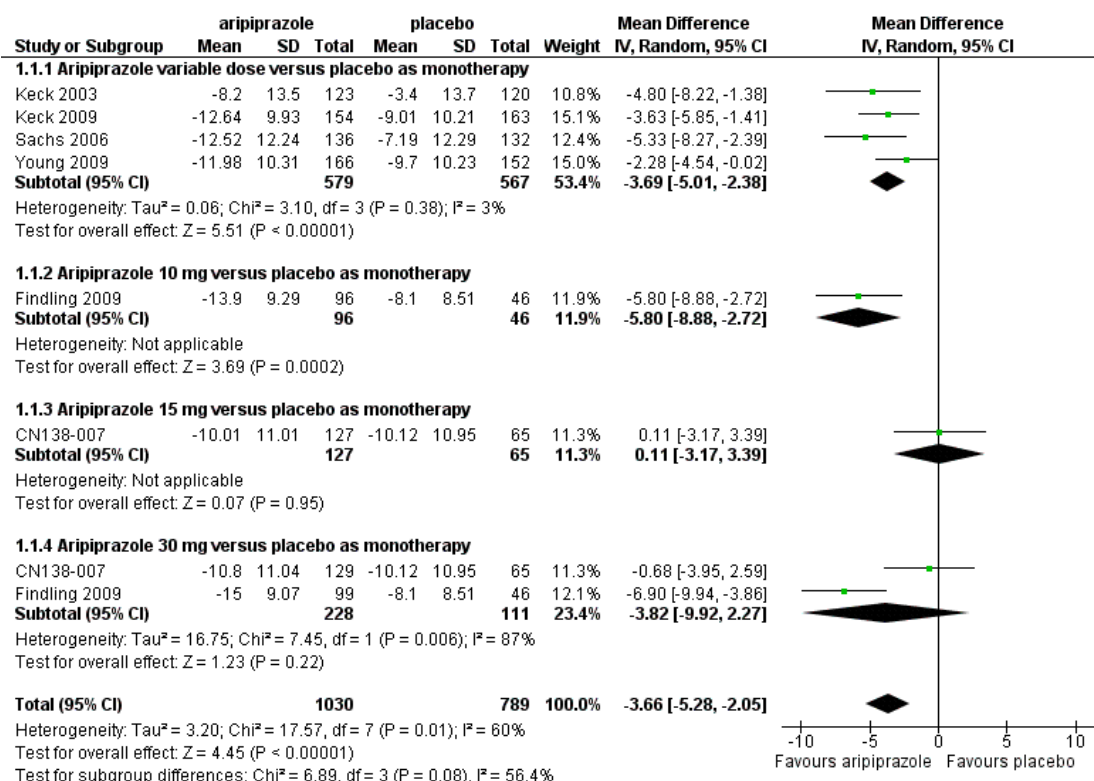 aripiprazole placebo Mean Difference Mean Difference
Study or Subgroup Mean SD Total Mean SD Total Weight IV, Random, 95% CI IV, Random, 95% CI
1.1.1 Aripiprazole variable dose versus placebo as monotherapy
Keck 2003 -8.2 13.5 123 -3.4 13.7 120 10.8% -4.80 [-8.22, -1.38]
Keck 2009 -12.64 9.93 154 -9.01 10.21 163 15.1% -3.63 [-5.85, -1.41]
Sachs 2006 -12.52 12.24 136 -7.19 12.29 132 12.4% -5.33 [-8.27, -2.39]
Young 2009 -11.98 10.31 166 -9.7 10.23 152 15.0% -2.28 [-4.54, -0.02]
Subtotal (95% CI) 579 567 53.4% -3.69 [-5.01, -2.38]
Heterogeneity: Tau² = 0.06; Chi² = 3.10, df = 3 (P = 0.38); I² = 3%
Test for overall effect: Z = 5.51 (P < 0.00001)
1.1.2 Aripiprazole 10 mg versus placebo as monotherapy
Findling 2009 -13.9 9.29 96 -8.1 8.51 46 11.9% -5.80 [-8.88, -2.72]
Subtotal (95% CI) 96 46 11.9% -5.80 [-8.88, -2.72]
Heterogeneity: Not applicable
Test for overall effect: Z = 3.69 (P = 0.0002)
1.1.3 Aripiprazole 15 mg versus placebo as monotherapy
CN138-007 -10.01 11.01 127 -10.12 10.95 65 11.3% 0.11 [-3.17, 3.39]
Subtotal (95% CI) 127 65 11.3% 0.11 [-3.17, 3.39]
Heterogeneity: Not applicable
Test for overall effect: Z = 0.07 (P = 0.95)
1.1.4 Aripiprazole 30 mg versus placebo as monotherapy
CN138-007 -10.8 11.04 129 -10.12 10.95 65 11.3% -0.68 [-3.95, 2.59]
Findling 2009 -15 9.07 99 -8.1 8.51 46 12.1% -6.90 [-9.94, -3.86]
Subtotal (95% CI) 228 111 23.4% -3.82 [-9.92, 2.27]
Heterogeneity: Tau² = 16.75; Chi² = 7.45, df = 1 (P = 0.006); I² = 87%
Test for overall effect: Z = 1.23 (P = 0.22)
Total (95% CI) 1030 789 100.0% -3.66 [-5.28, -2.05]
Heterogeneity: Tau² = 3.20; Chi² = 17.57, df = 7 (P = 0.01); I² = 60%
Test for overall effect: Z = 4.45 (P < 0.00001)
Test for subgroup differences: Chi² = 6.89, df = 3 (P = 0.08), I² = 56.4%
-10 -5 0 5 10
Favours aripiprazole Favours placebo